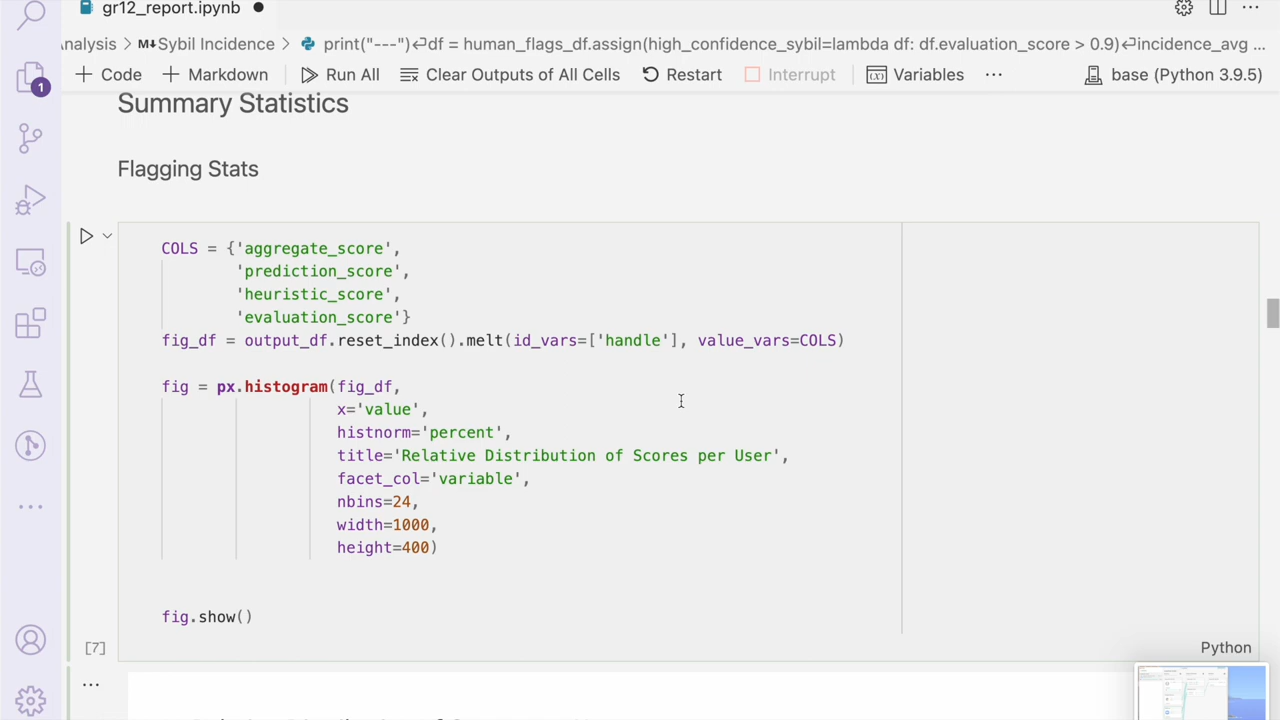 gr12_report.ipynb
Analysis > M↓Sybil Incidence > print("---")↵df = human_flags_df.assign(high_confidence_sybil=lambda df: df.evaluation_score > 0.9)↵incidence_avg ...
+ Code + Markdown Run All Clear Outputs of All Cells Restart Interrupt Variables ... base (Python 3.9.5)
1
Summary Statistics
Flagging Stats
COLS = {'aggregate_score',
'prediction_score',
'heuristic_score',
'evaluation_score'}
fig_df = output_df.reset_index().melt(id_vars=['handle'], value_vars=COLS)
fig = px.histogram(fig_df,
x='value',
histnorm='percent',
title='Relative Distribution of Scores per User',
facet_col='variable',
nbins=24,
width=1000,
height=400)
fig.show()
[7]
Python